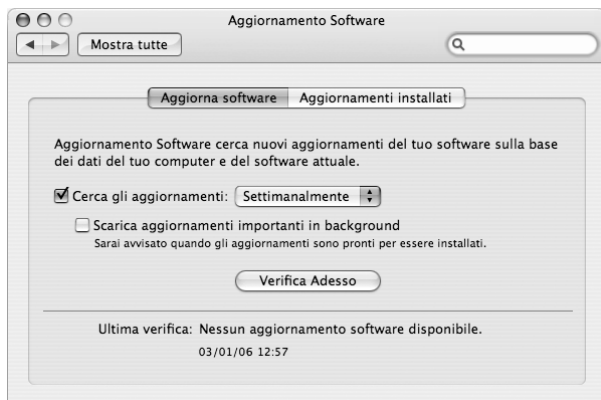 Aggiornamento Software
Mostra tutte
Aggiorna software Aggiornamenti installati
Aggiornamento Software cerca nuovi aggiornamenti del tuo software sulla base
dei dati del tuo computer e del software attuale.
Cerca gli aggiornamenti: Settimanalmente
Scarica aggiornamenti importanti in background
Sarai avvisato quando gli aggiornamenti sono pronti per essere installati.
Verifica Adesso
Ultima verifica: Nessun aggiornamento software disponibile.
03/01/06 12:57